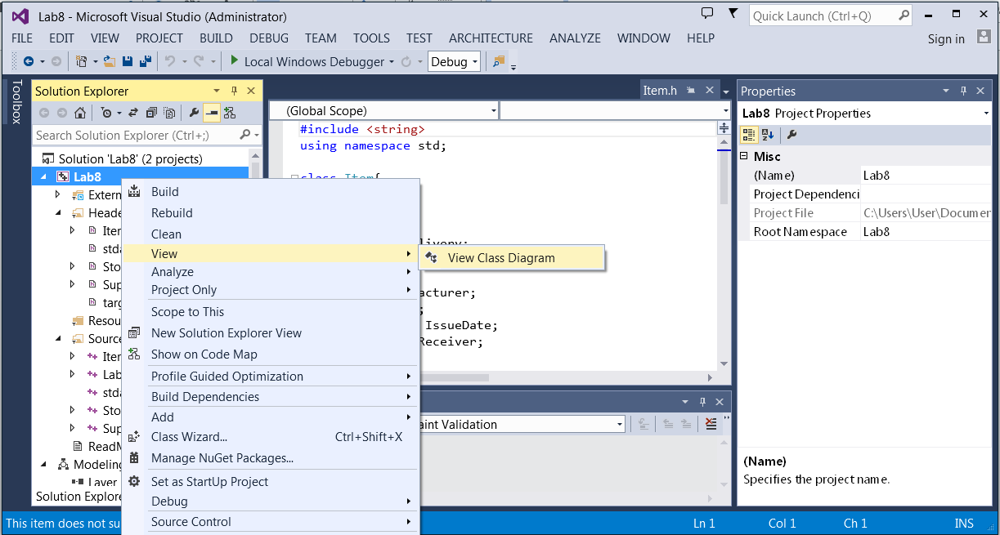 Lab8 - Microsoft Visual Studio (Administrator)
Quick Launch (Ctrl+Q)
FILE EDIT VIEW PROJECT BUILD DEBUG TEAM TOOLS TEST ARCHITECTURE ANALYZE WINDOW HELP
Sign in
Local Windows Debugger
Debug
Toolbox
Solution Explorer
Search Solution Explorer (Ctrl+;)
Solution 'Lab8' (2 projects)
Lab8
Extern
Heade
Iten
stda
Sto
Sup
targ
Resou
Source
Iten
Lab
stda
Sto
Sup
ReadM
Modeling
Layer
Solution Explore
Build
Rebuild
Clean
View
View Class Diagram
Analyze
Project Only
Scope to This
New Solution Explorer View
Show on Code Map
Profile Guided Optimization
Build Dependencies
Add
Class Wizard... Ctrl+Shift+X
Manage NuGet Packages...
Set as StartUp Project
Debug
Source Control
Item.h
(Global Scope)
#include <string>
using namespace std;
class Item{
livery;
acturer;
;
IssueDate;
Receiver;
aint Validation
Properties
Lab8 Project Properties
Misc
(Name) Lab8
Project Dependenci
Project File C:\Users\User\Documen
Root Namespace Lab8
(Name)
Specifies the project name.
This item does not su
Ln 1 Col 1 Ch 1 INS